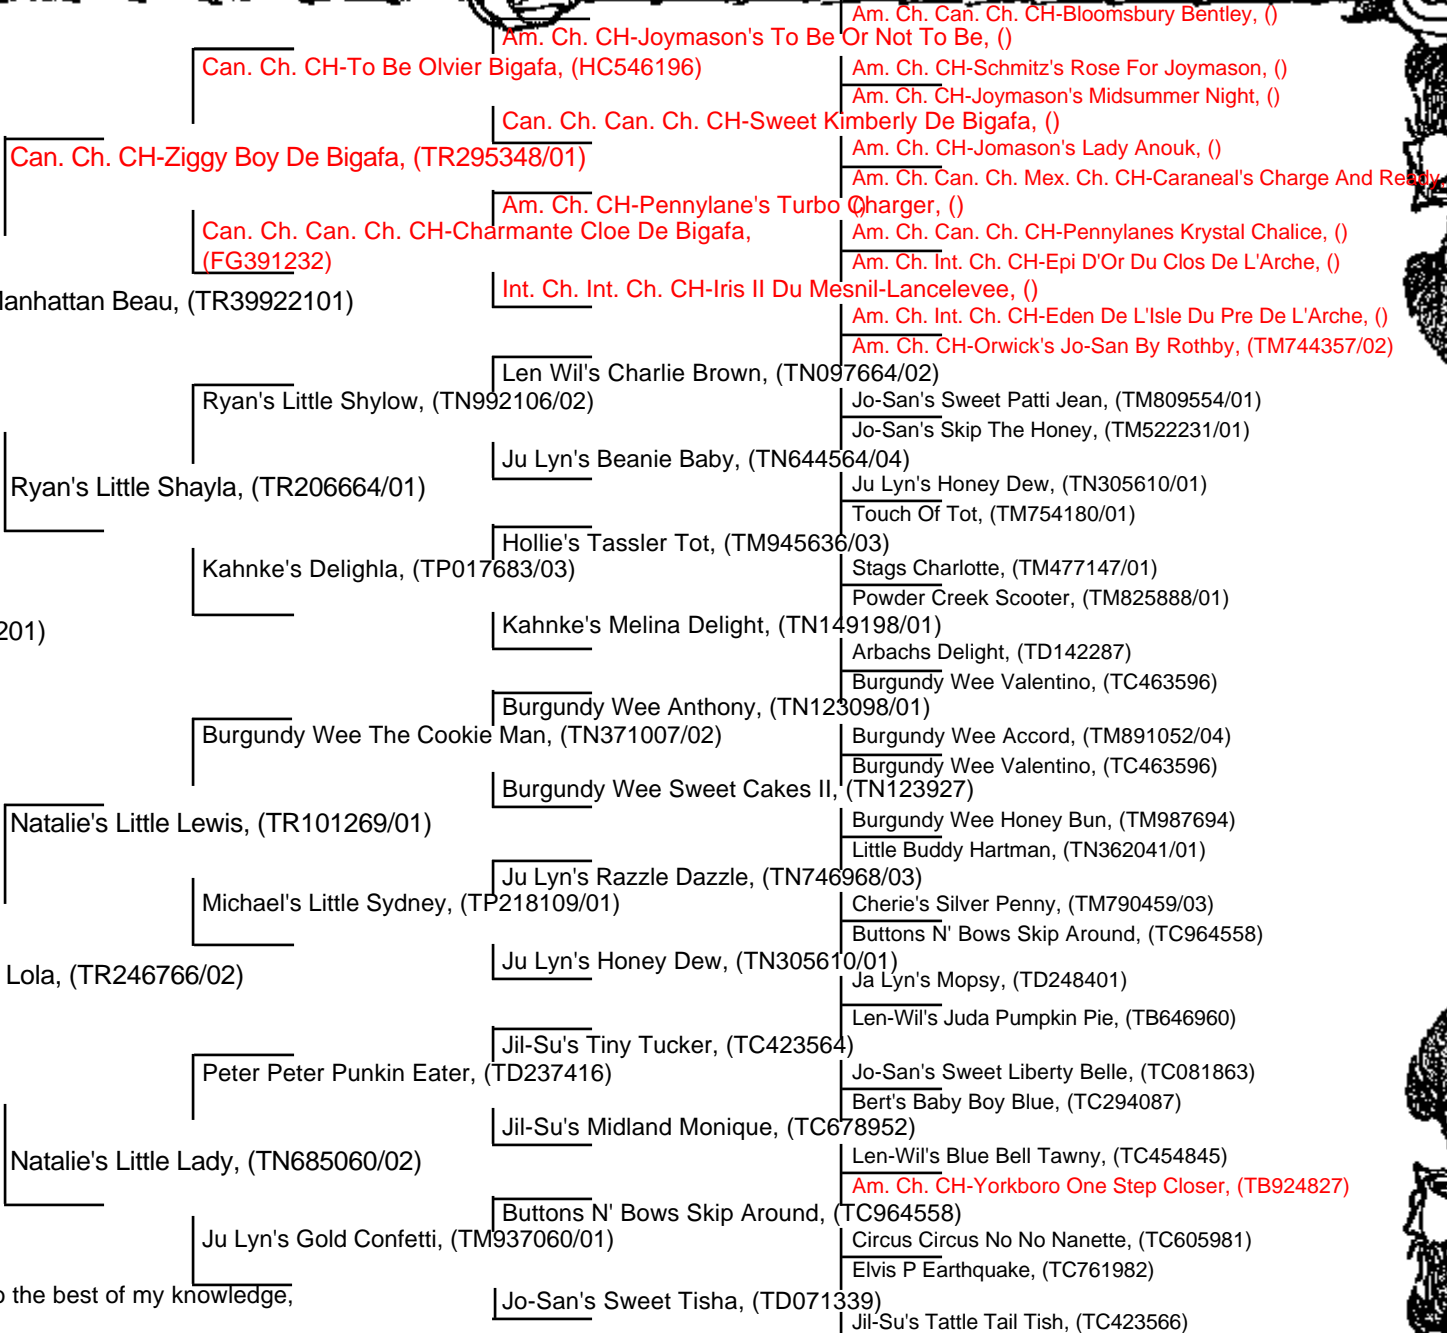 Am. Ch. Can. Ch. CH-Bloomsbury Bentley, ()
Am. Ch. CH-Joymason's To Be Or Not To Be, ()
Can. Ch. CH-To Be Olvier Bigafa, (HC546196)
Am. Ch. CH-Schmitz's Rose For Joymason, ()
Am. Ch. CH-Joymason's Midsummer Night, ()
Can. Ch. Can. Ch. CH-Sweet Kimberly De Bigafa, ()
Can. Ch. CH-Ziggy Boy De Bigafa, (TR295348/01)
Am. Ch. CH-Jomason's Lady Anouk, ()
Am. Ch. Can. Ch. Mex. Ch. CH-Caraneal's Charge And Ready,
()
Am. Ch. CH-Pennylane's Turbo Charger, ()
Can. Ch. Can. Ch. CH-Charmante Cloe De Bigafa,
(FG391232)
Am. Ch. Can. Ch. CH-Pennylanes Krystal Chalice, ()
Am. Ch. Int. Ch. CH-Epi D'Or Du Clos De L'Arche, ()
Int. Ch. Int. Ch. CH-Iris II Du Mesnil-Lancelevee, ()
Manhattan Beau, (TR39922101)
Am. Ch. Int. Ch. CH-Eden De L'Isle Du Pre De L'Arche, ()
Am. Ch. CH-Orwick's Jo-San By Rothby, (TM744357/02)
Len Wil's Charlie Brown, (TN097664/02)
Ryan's Little Shylow, (TN992106/02)
Jo-San's Sweet Patti Jean, (TM809554/01)
Jo-San's Skip The Honey, (TM522231/01)
Ju Lyn's Beanie Baby, (TN644564/04)
Ryan's Little Shayla, (TR206664/01)
Ju Lyn's Honey Dew, (TN305610/01)
Touch Of Tot, (TM754180/01)
Hollie's Tassler Tot, (TM945636/03)
Kahnke's Delighla, (TP017683/03)
Stags Charlotte, (TM477147/01)
Powder Creek Scooter, (TM825888/01)
Kahnke's Melina Delight, (TN149198/01)
201)
Arbachs Delight, (TD142287)
Burgundy Wee Valentino, (TC463596)
Burgundy Wee Anthony, (TN123098/01)
Burgundy Wee The Cookie Man, (TN371007/02)
Burgundy Wee Accord, (TM891052/04)
Burgundy Wee Valentino, (TC463596)
Burgundy Wee Sweet Cakes II, (TN123927)
Natalie's Little Lewis, (TR101269/01)
Burgundy Wee Honey Bun, (TM987694)
Little Buddy Hartman, (TN362041/01)
Ju Lyn's Razzle Dazzle, (TN746968/03)
Michael's Little Sydney, (TP218109/01)
Cherie's Silver Penny, (TM790459/03)
Buttons N' Bows Skip Around, (TC964558)
Ju Lyn's Honey Dew, (TN305610/01)
Lola, (TR246766/02)
Ja Lyn's Mopsy, (TD248401)
Len-Wil's Juda Pumpkin Pie, (TB646960)
Jil-Su's Tiny Tucker, (TC423564)
Peter Peter Punkin Eater, (TD237416)
Jo-San's Sweet Liberty Belle, (TC081863)
Bert's Baby Boy Blue, (TC294087)
Jil-Su's Midland Monique, (TC678952)
Natalie's Little Lady, (TN685060/02)
Len-Wil's Blue Bell Tawny, (TC454845)
Am. Ch. CH-Yorkboro One Step Closer, (TB924827)
Buttons N' Bows Skip Around, (TC964558)
Ju Lyn's Gold Confetti, (TM937060/01)
Circus Circus No No Nanette, (TC605981)
Elvis P Earthquake, (TC761982)
o the best of my knowledge,
Jo-San's Sweet Tisha, (TD071339)
Jil-Su's Tattle Tail Tish, (TC423566)